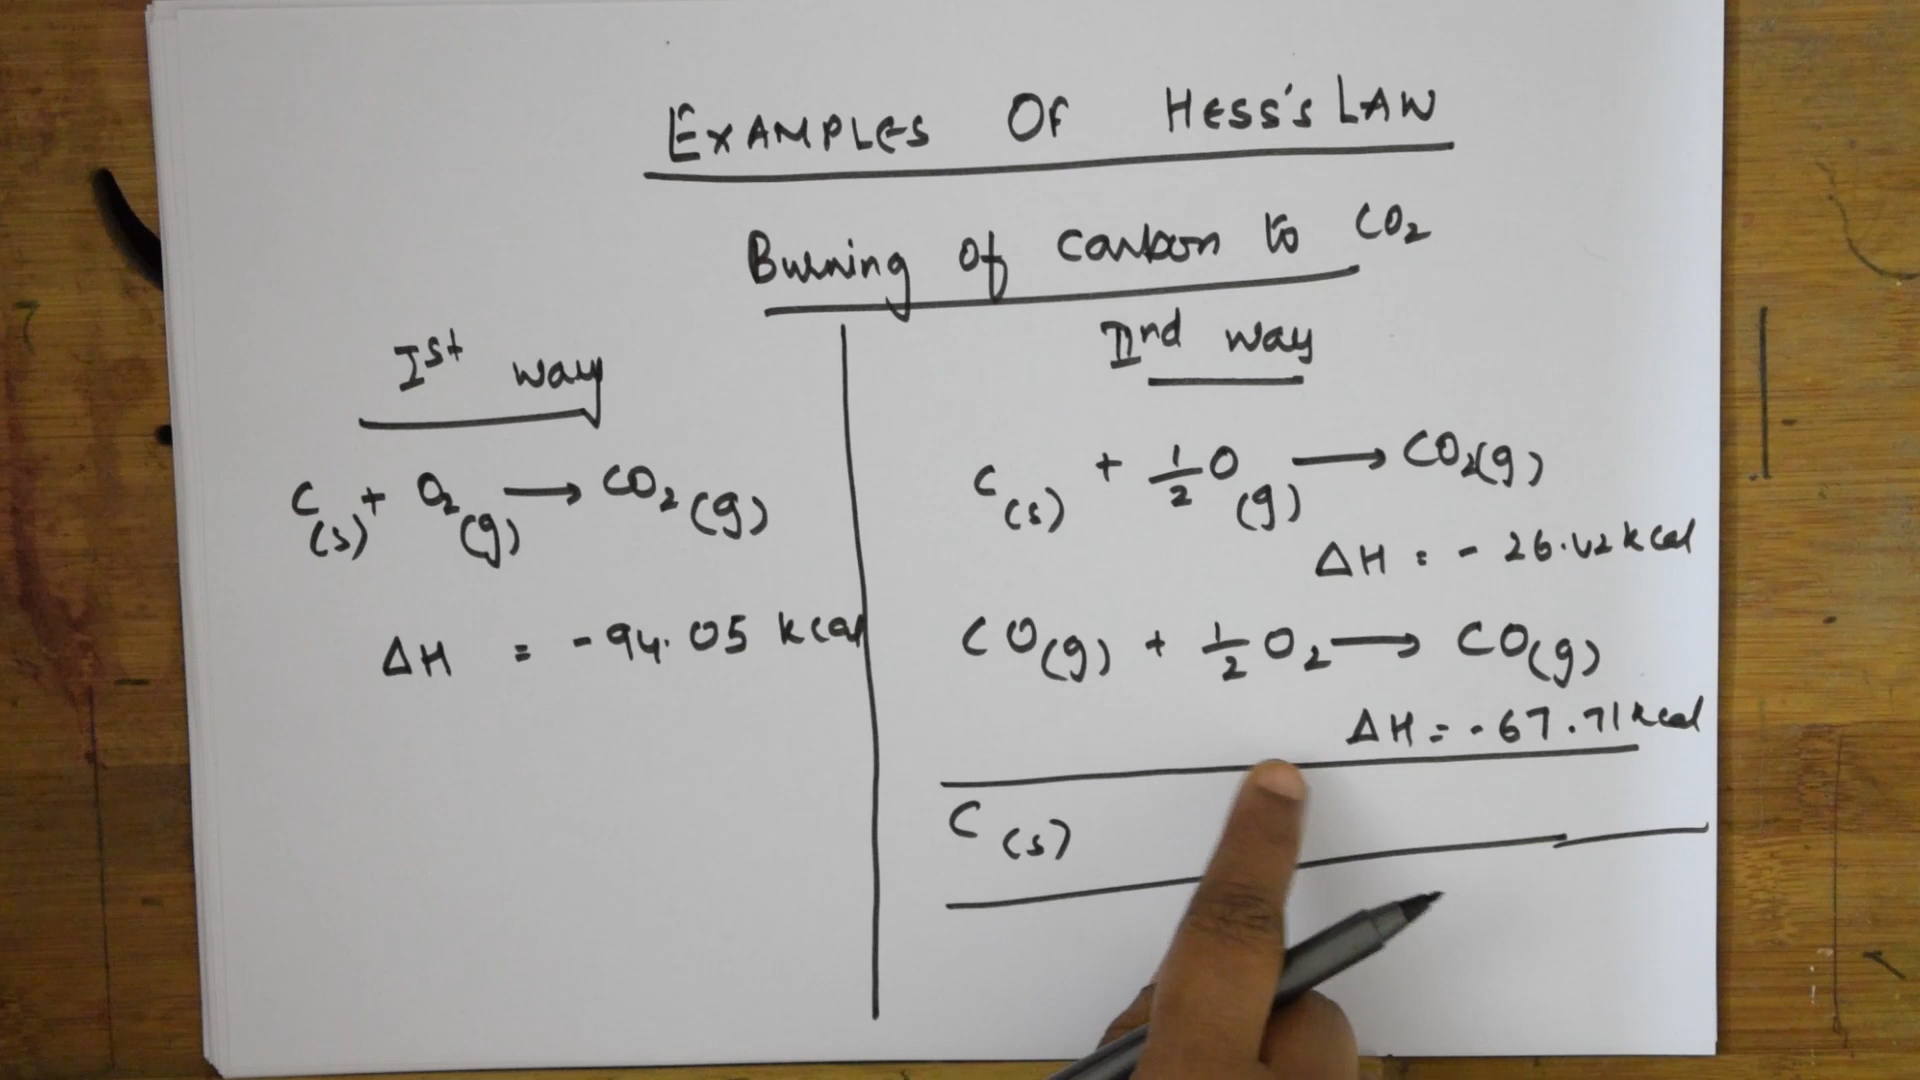 EXAMPLES OF HESS'S LAW
Burning of carbon to CO₂
Ist way
C(s) + O₂(g) → CO₂(g)
ΔH = -94.05 kcal
IInd way
C(s) + 1/2 O(g) → CO₂(g)
ΔH = - 26.42 kcal
CO(g) + 1/2 O₂ → CO(g)
ΔH = -67.71 kcal
C(s)